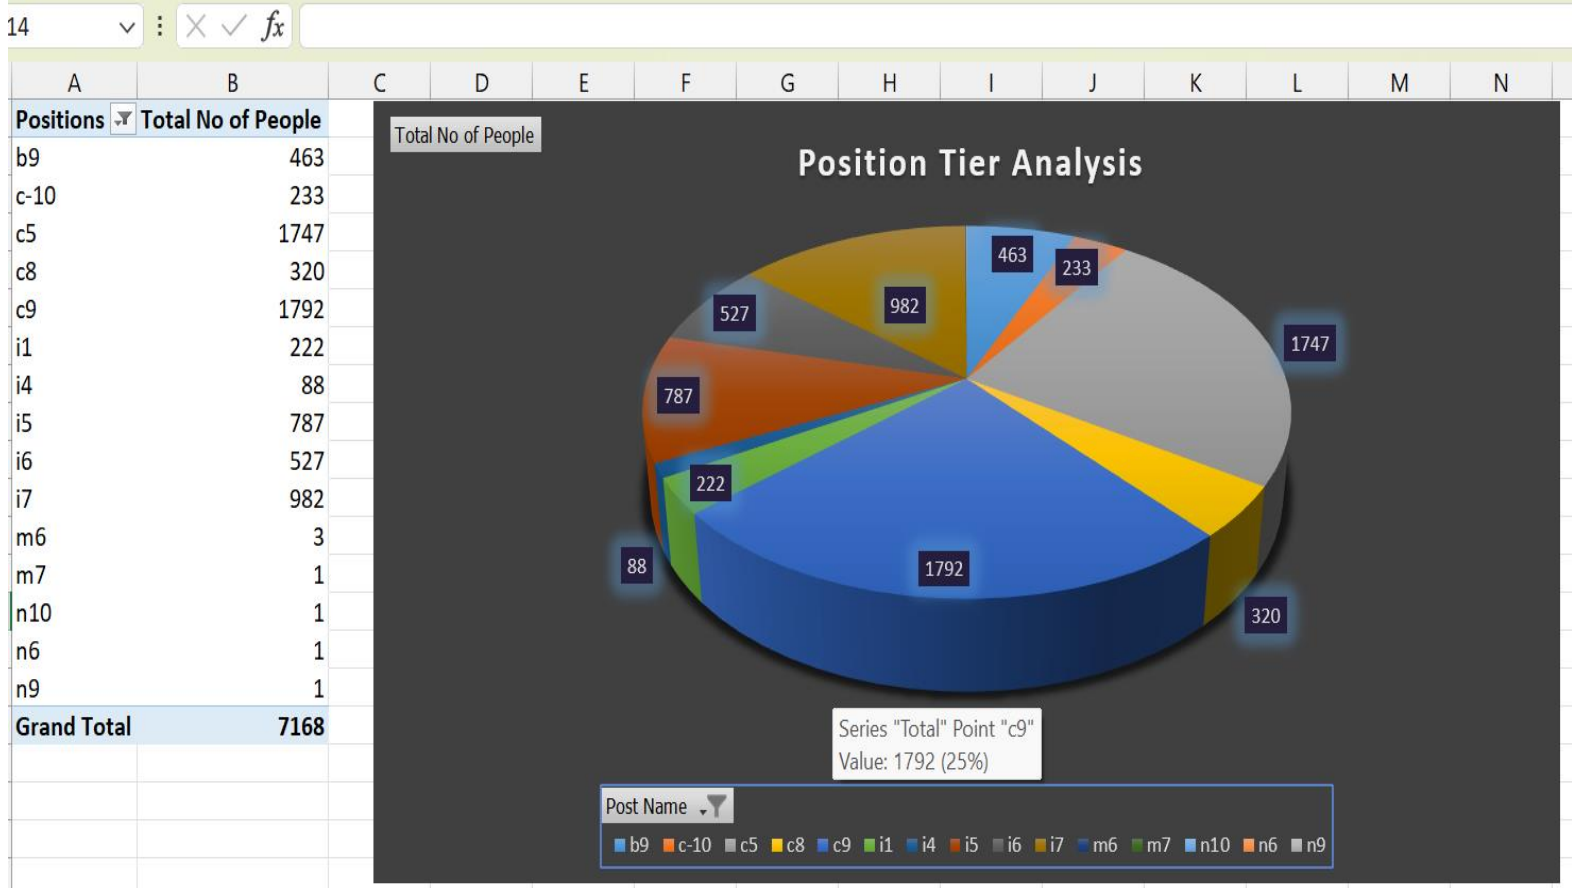 14
fx
A B C D E F G H I J K L M N
Positions Total No of People
b9 463
c-10 233
c5 1747
c8 320
c9 1792
i1 222
i4 88
i5 787
i6 527
i7 982
m6 3
m7 1
n10 1
n6 1
n9 1
Grand Total 7168
Total No of People
Position Tier Analysis
463
233
982
527
1747
787
222
88
1792
320
Series "Total" Point "c9"
Value: 1792 (25%)
Post Name
b9 c-10 c5 c8 c9 i1 i4 i5 i6 i7 m6 m7 n10 n6 n9